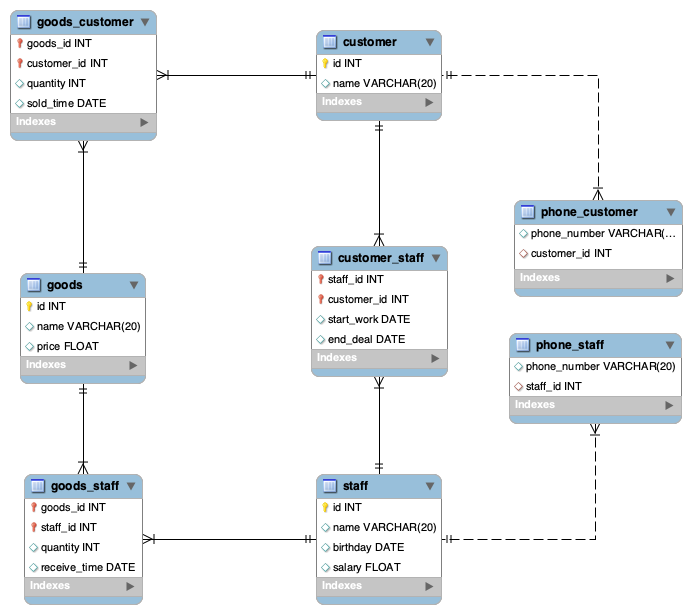 goods_customer
goods_id INT
customer_id INT
quantity INT
sold_time DATE
Indexes
customer
id INT
name VARCHAR(20)
Indexes
phone_customer
phone_number VARCHAR(...
customer_id INT
Indexes
customer_staff
staff_id INT
customer_id INT
start_work DATE
end_deal DATE
Indexes
goods
id INT
name VARCHAR(20)
price FLOAT
Indexes
phone_staff
phone_number VARCHAR(20)
staff_id INT
Indexes
goods_staff
goods_id INT
staff_id INT
quantity INT
receive_time DATE
Indexes
staff
id INT
name VARCHAR(20)
birthday DATE
salary FLOAT
Indexes